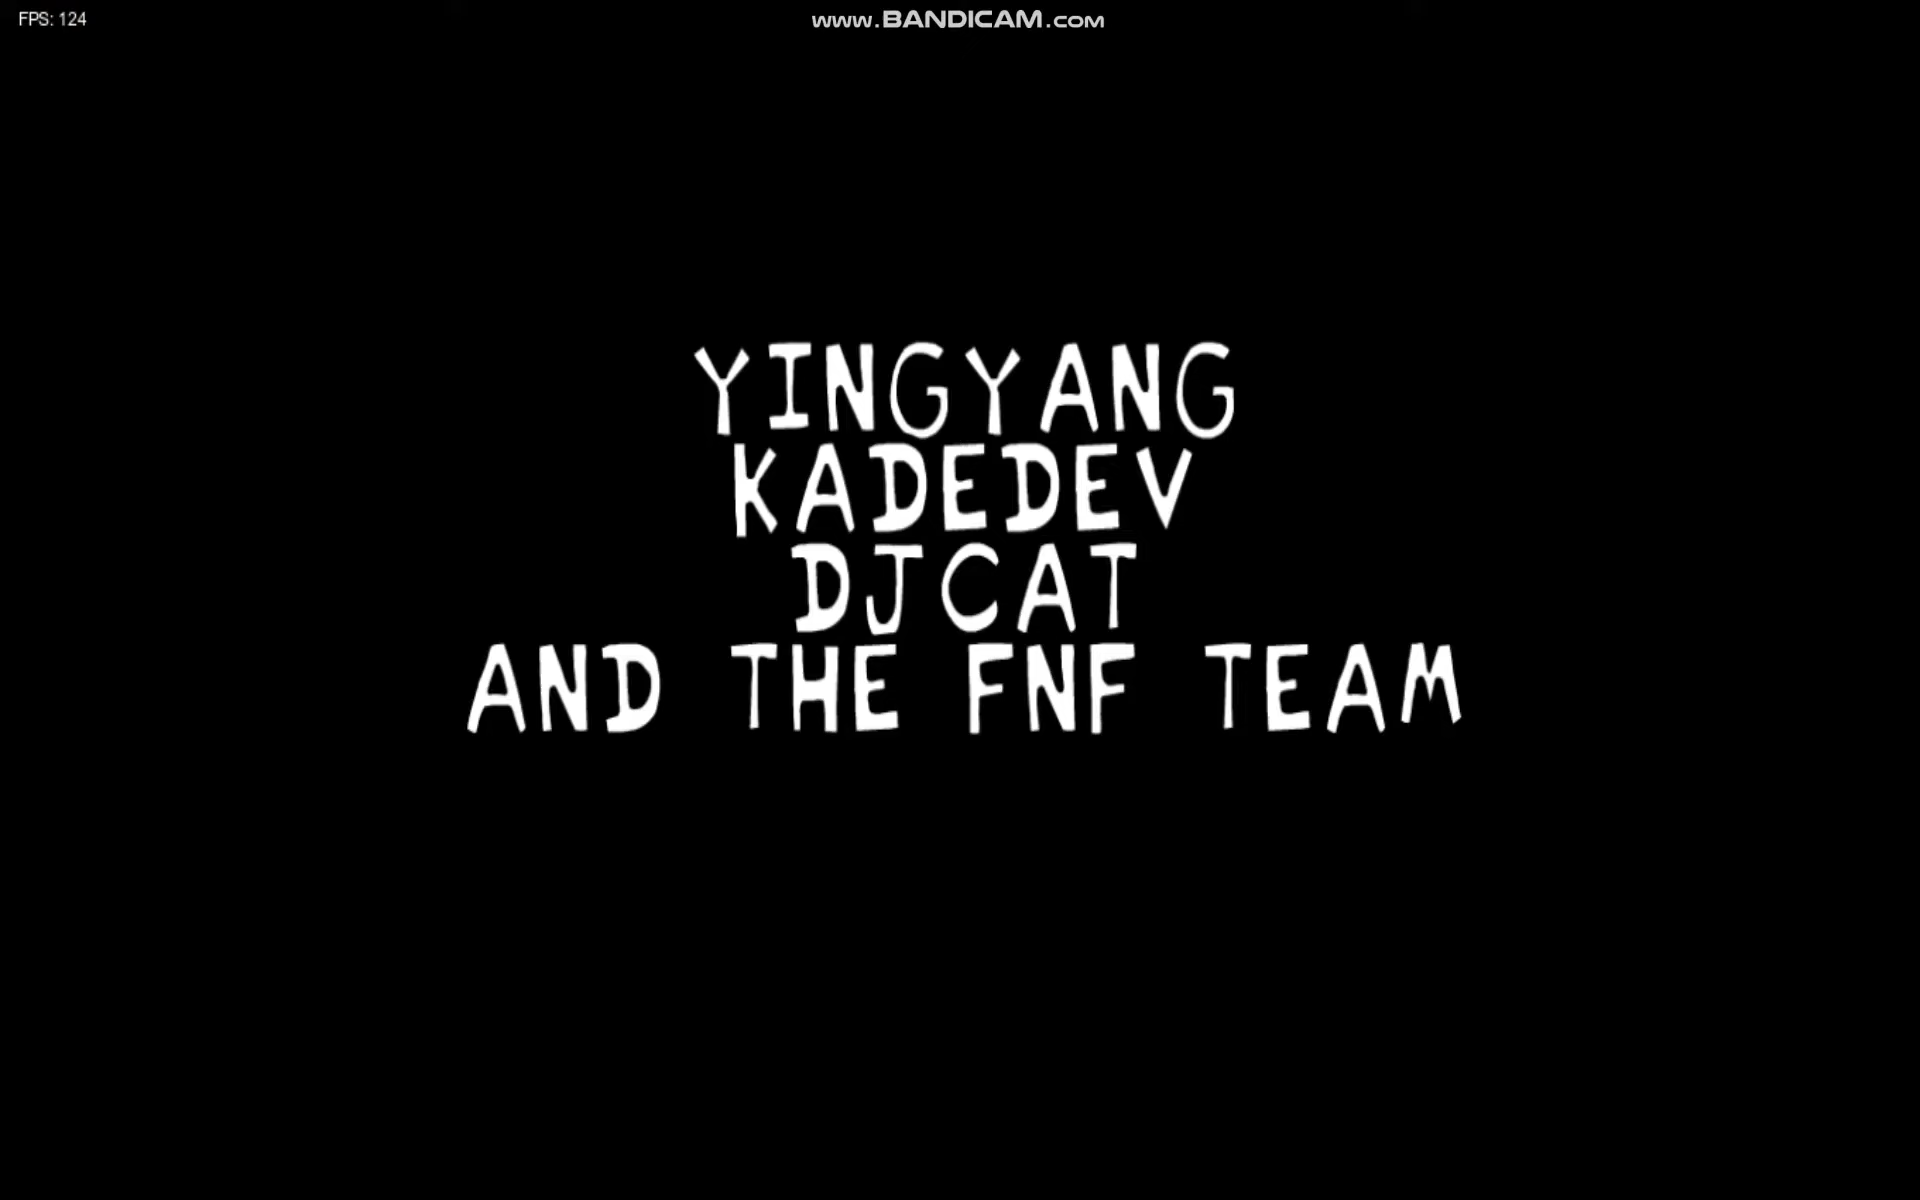 FPS: 124
www.BANDICAM.com
YINGYANG
KADEDEV
DJCAT
AND THE FNF TEAM